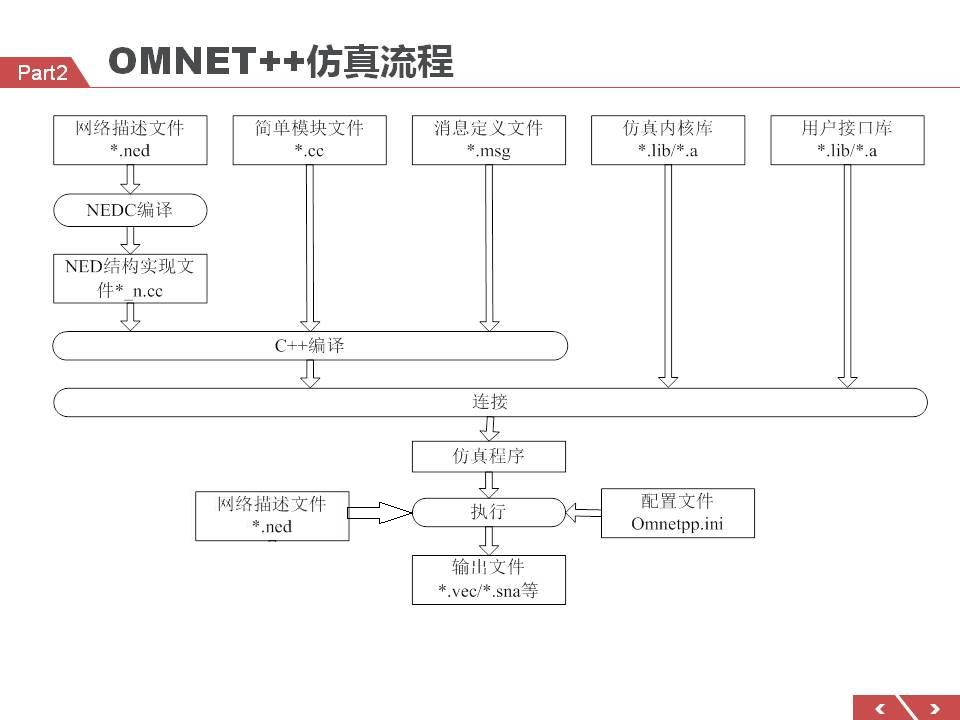 Part2
OMNET++仿真流程
网络描述文件
*.ned
简单模块文件
*.cc
消息定义文件
*.msg
仿真内核库
*.lib/*.a
用户接口库
*.lib/*.a
NEDC编译
NED结构实现文
件*_n.cc
C++编译
连接
仿真程序
网络描述文件
*.ned
执行
配置文件
Omnetpp.ini
输出文件
*.vec/*.sna等